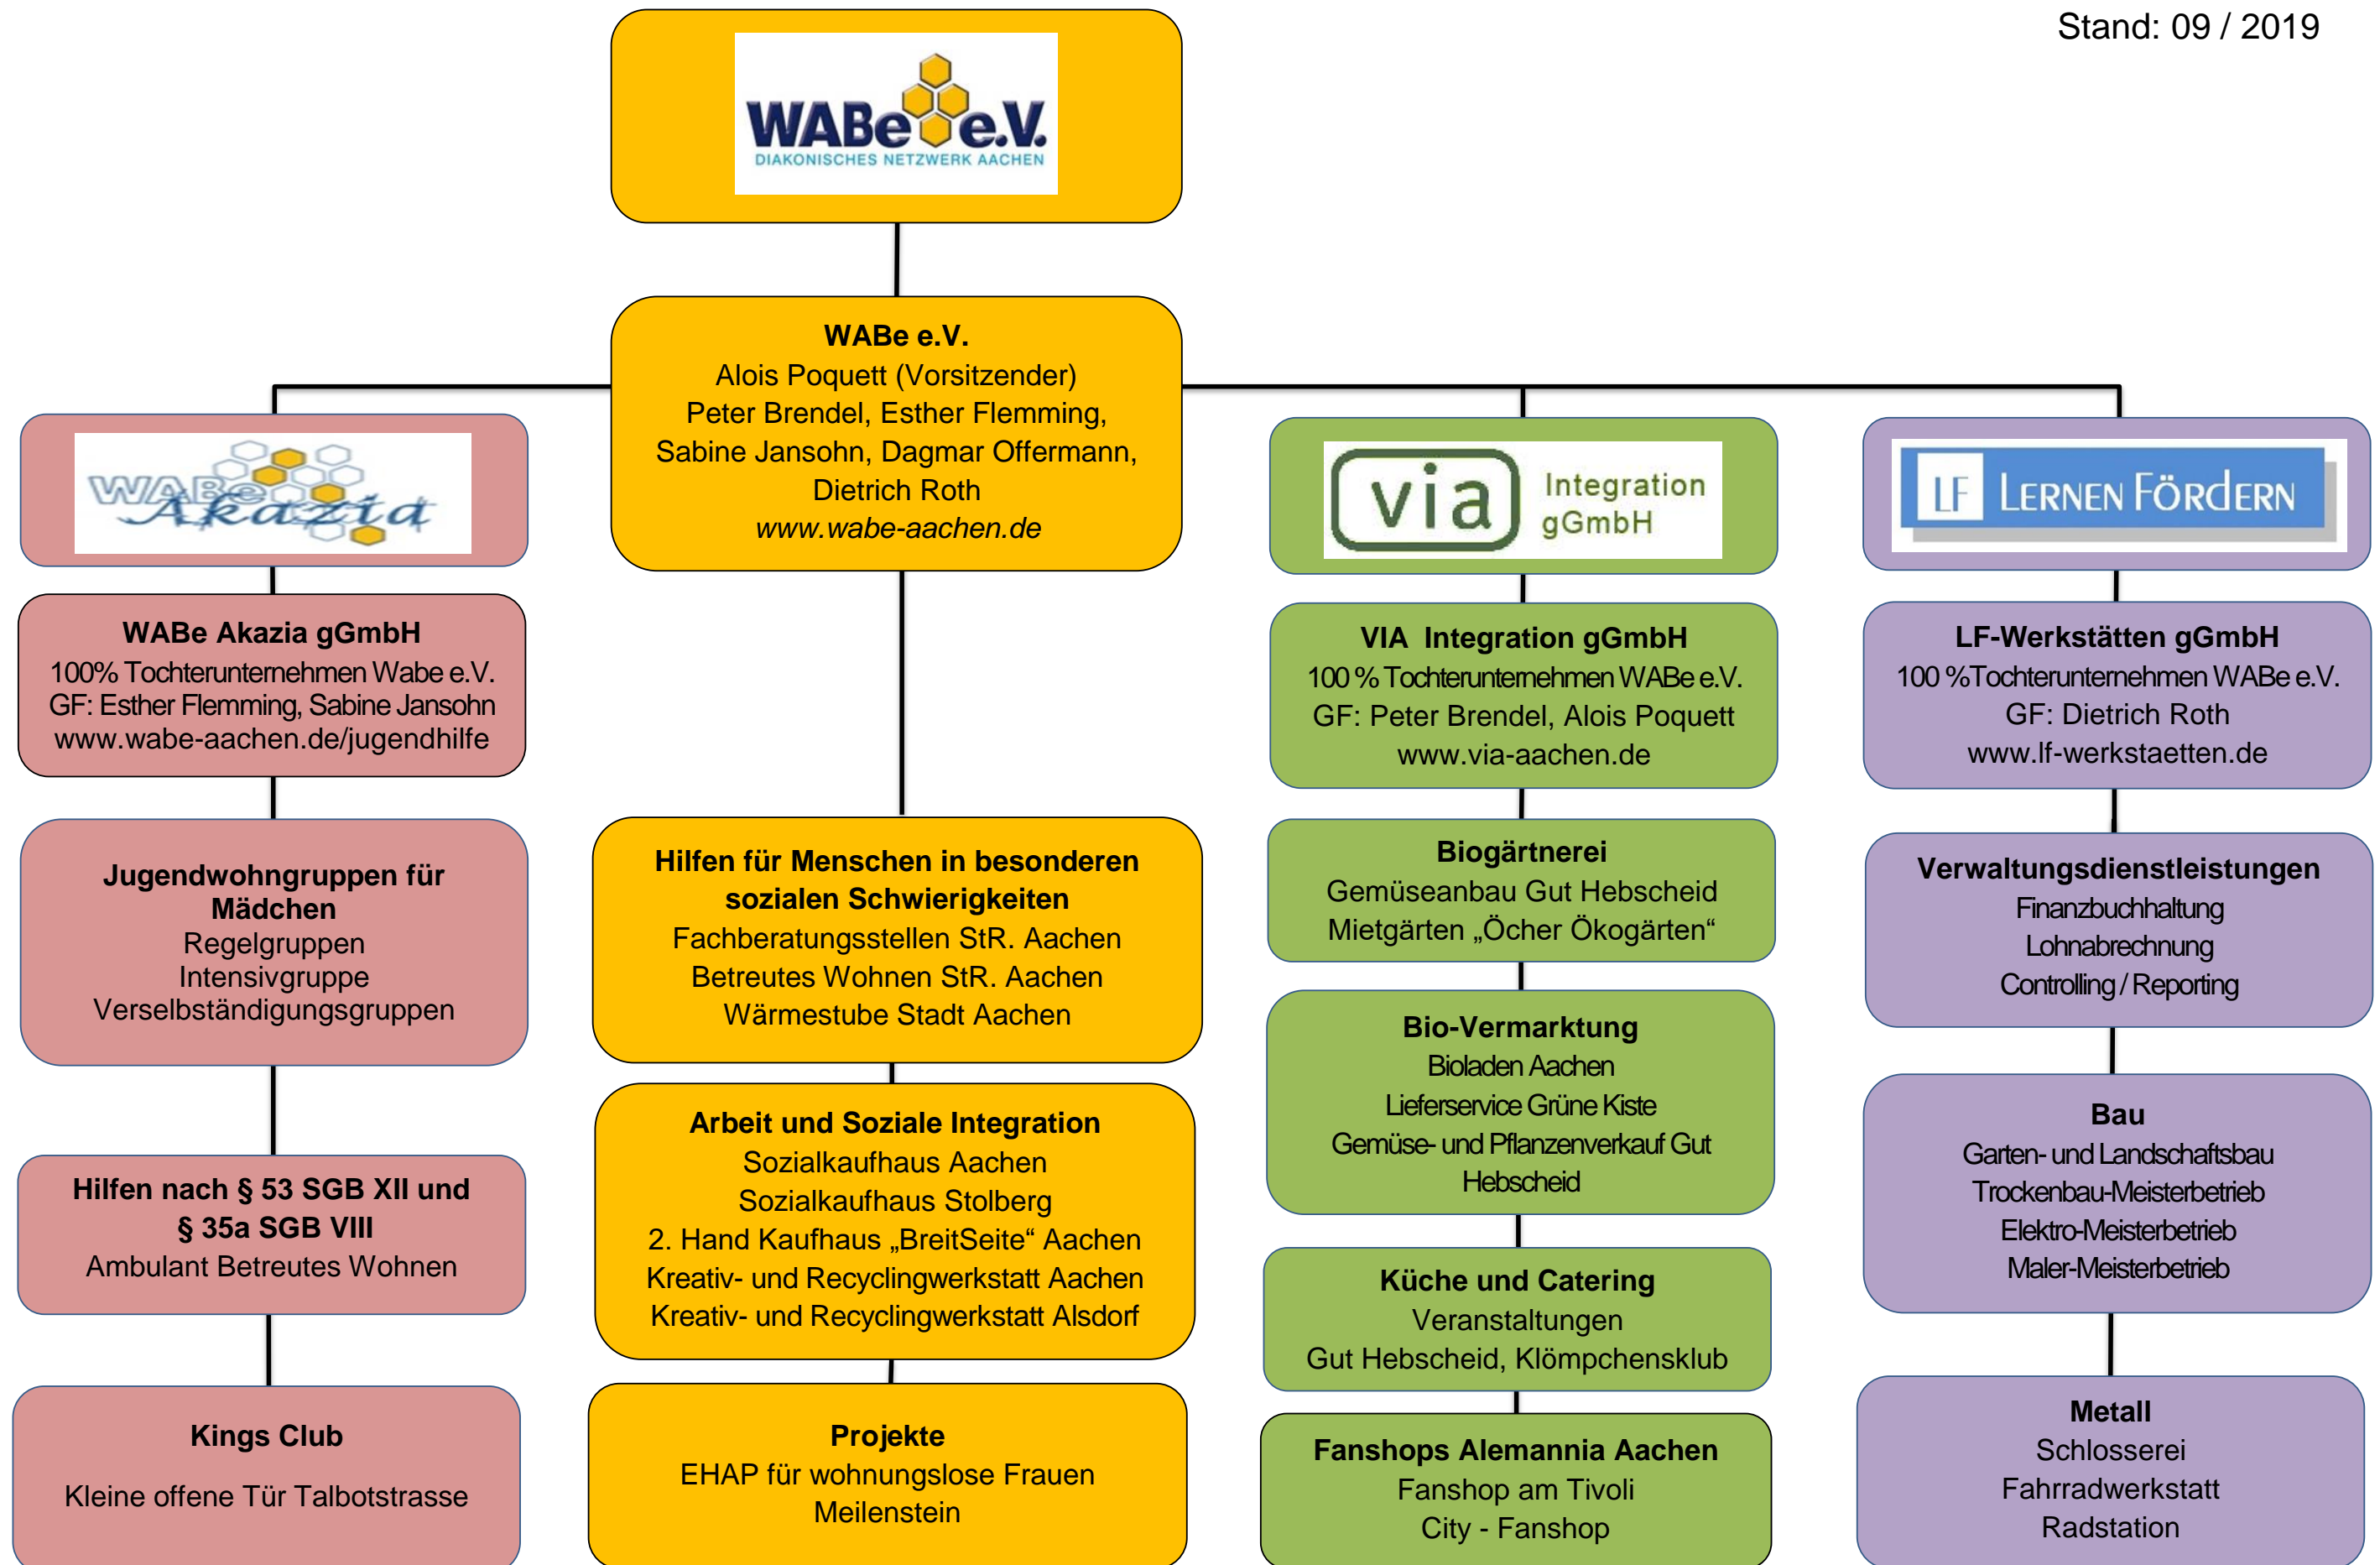 Stand: 09 / 2019
WABe e.V.
DIAKONISCHES NETZWERK AACHEN
WABe e.V.
Alois Poquett (Vorsitzender)
Peter Brendel, Esther Flemming,
Sabine Jansohn, Dagmar Offermann,
Dietrich Roth
www.wabe-aachen.de
WABe
Akazia
WABe Akazia gGmbH
100% Tochterunternehmen Wabe e.V.
GF: Esther Flemming, Sabine Jansohn
www.wabe-aachen.de/jugendhilfe
Jugendwohngruppen für
Mädchen
Regelgruppen
Intensivgruppe
Verselbständigungsgruppen
Hilfen nach § 53 SGB XII und
§ 35a SGB VIII
Ambulant Betreutes Wohnen
Kings Club
Kleine offene Tür Talbotstrasse
Hilfen für Menschen in besonderen
sozialen Schwierigkeiten
Fachberatungsstellen StR. Aachen
Betreutes Wohnen StR. Aachen
Wärmestube Stadt Aachen
Arbeit und Soziale Integration
Sozialkaufhaus Aachen
Sozialkaufhaus Stolberg
2. Hand Kaufhaus „BreitSeite“ Aachen
Kreativ- und Recyclingwerkstatt Aachen
Kreativ- und Recyclingwerkstatt Alsdorf
Projekte
EHAP für wohnungslose Frauen
Meilenstein
via Integration
gGmbH
VIA Integration gGmbH
100 % Tochterunternehmen WABe e.V.
GF: Peter Brendel, Alois Poquett
www.via-aachen.de
Biogärtnerei
Gemüseanbau Gut Hebscheid
Mietgärten „Öcher Ökogärten“
Bio-Vermarktung
Bioladen Aachen
Lieferservice Grüne Kiste
Gemüse- und Pflanzenverkauf Gut
Hebscheid
Küche und Catering
Veranstaltungen
Gut Hebscheid, Klömpchensklub
Fanshops Alemannia Aachen
Fanshop am Tivoli
City - Fanshop
LF LERNEN FÖRdERN
LF-Werkstätten gGmbH
100 %Tochterunternehmen WABe e.V.
GF: Dietrich Roth
www.lf-werkstaetten.de
Verwaltungsdienstleistungen
Finanzbuchhaltung
Lohnabrechnung
Controlling / Reporting
Bau
Garten- und Landschaftsbau
Trockenbau-Meisterbetrieb
Elektro-Meisterbetrieb
Maler-Meisterbetrieb
Metall
Schlosserei
Fahrradwerkstatt
Radstation